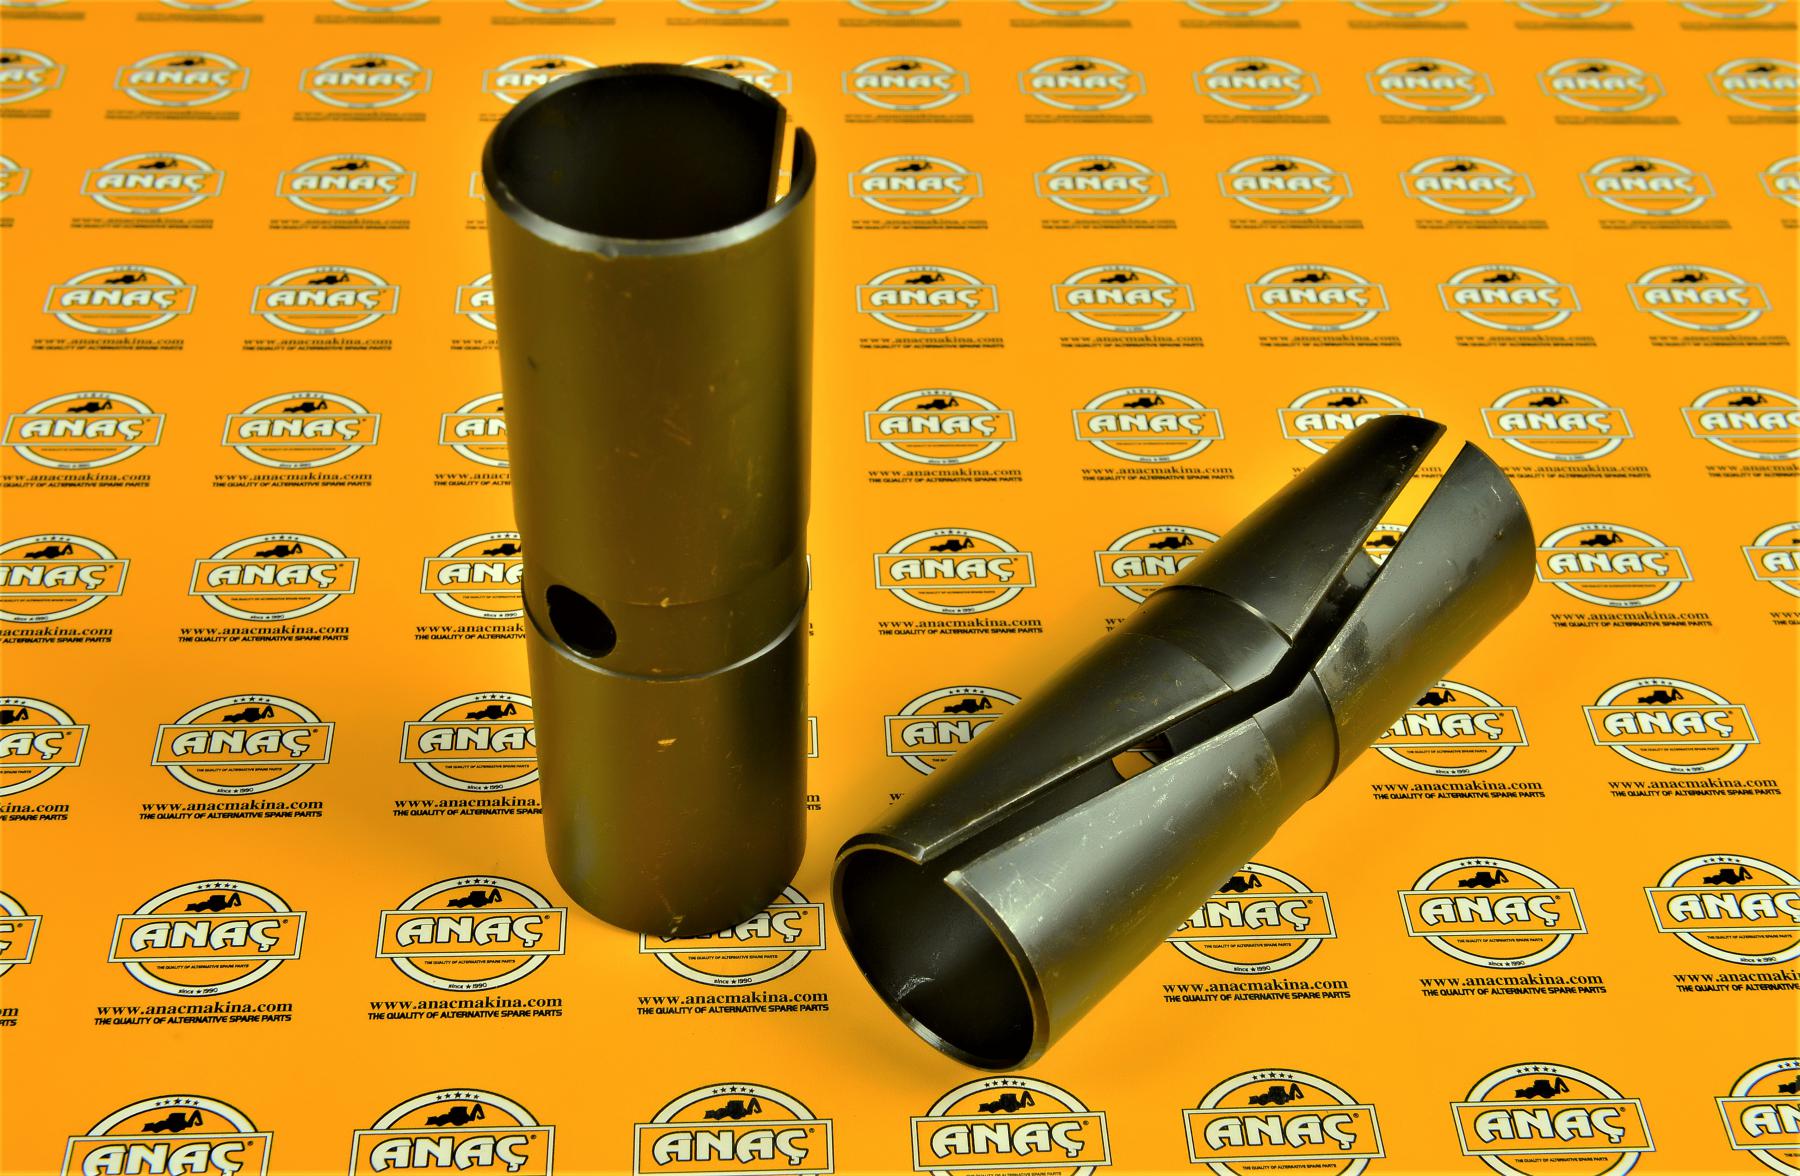 ANAÇ
THE QUALITY OF ALTERNATIVE SPARE PARTS
since ★ 1990
www.anacmakina.com
THE QUALITY OF ALTERNATIVE SPARE PARTS